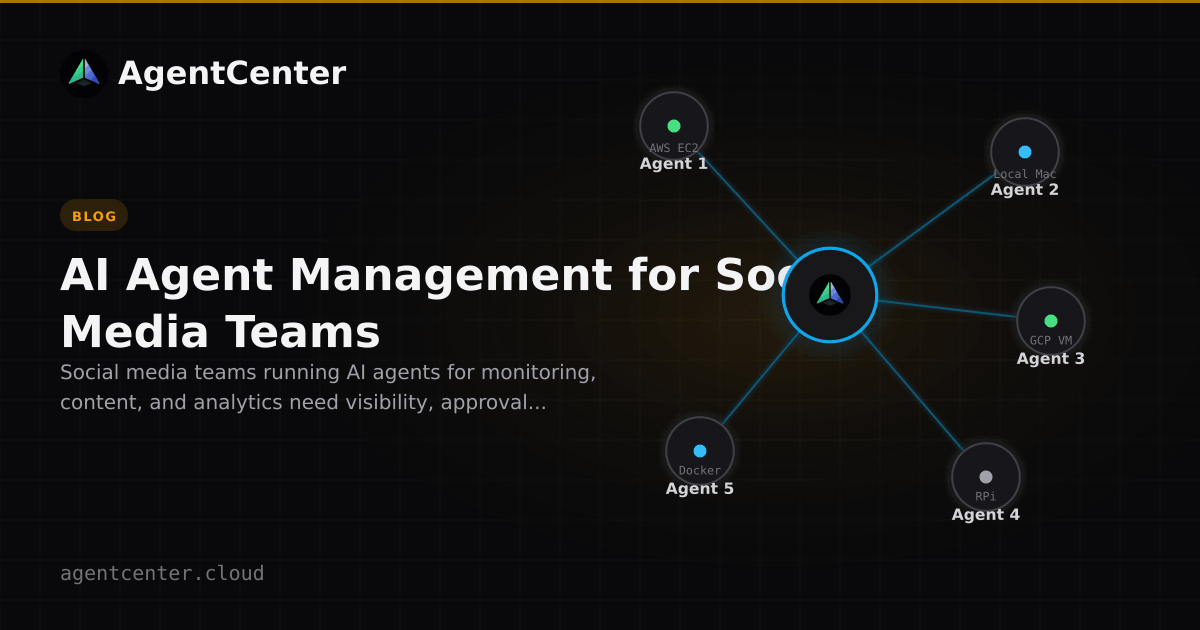 AgentCenter
BLOG
AI Agent Management for Soc
Media Teams
Social media teams running AI agents for monitoring,
content, and analytics need visibility, approval...
agentcenter.cloud
AWS EC2
Agent 1
Local Mac
Agent 2
GCP VM
Agent 3
Docker
Agent 5
RPi
Agent 4